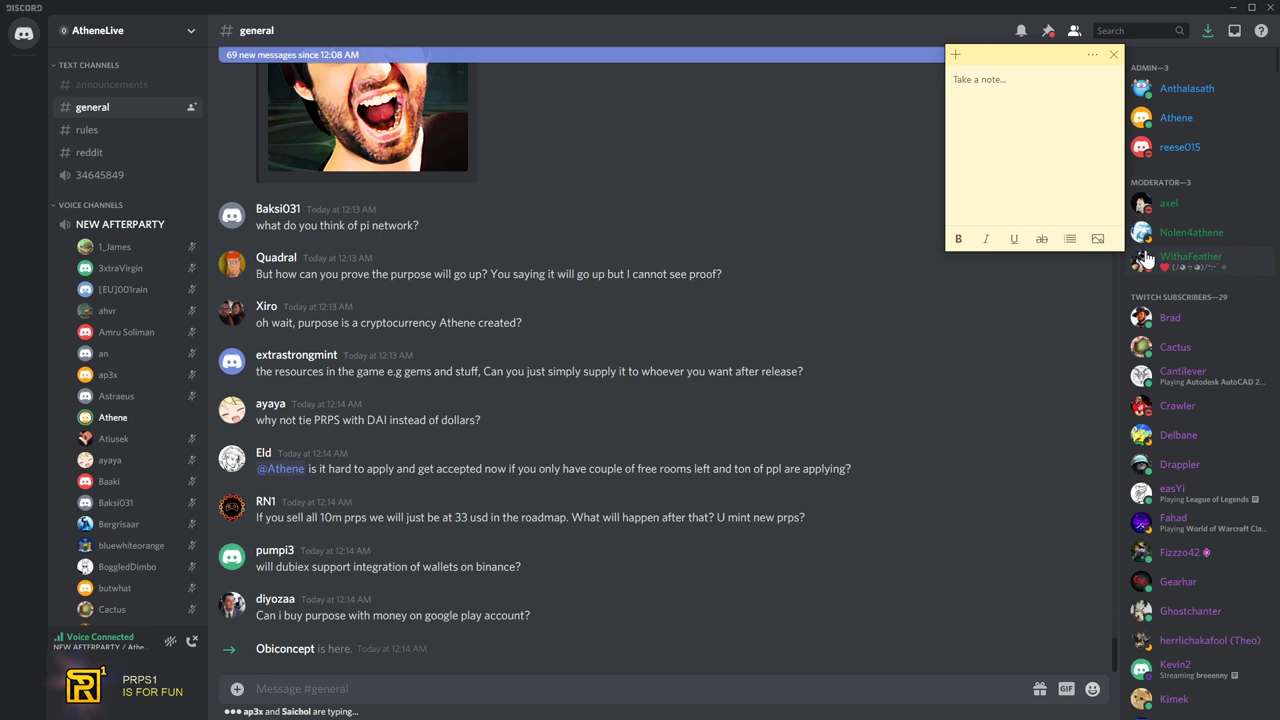 DISCORD
AtheneLive
# general
Search
TEXT CHANNELS
# announcements
# general
# rules
# reddit
34645849
VOICE CHANNELS
NEW AFTERPARTY
1_James
3xtraVirgin
[EU]001rain
ahvr
Amru Soliman
an
ap3x
Astraeus
Athene
Atiusek
ayaya
Baaki
Baksi031
Bergrisaar
bluewhiteorange
BoggledDimbo
butwhat
Cactus
Voice Connected
NEW AFTERPARTY / Athe...
PRPS1
IS FOR FUN
69 new messages since 12:08 AM
Baksi031 Today at 12:13 AM
what do you think of pi network?
Quadral Today at 12:13 AM
But how can you prove the purpose will go up? You saying it will go up but I cannot see proof?
Xiro Today at 12:13 AM
oh wait, purpose is a cryptocurrency Athene created?
extrastrongmint Today at 12:13 AM
the resources in the game e.g gems and stuff, Can you just simply supply it to whoever you want after release?
ayaya Today at 12:14 AM
why not tie PRPS with DAI instead of dollars?
Eld Today at 12:14 AM
@Athene is it hard to apply and get accepted now if you only have couple of free rooms left and ton of ppl are applying?
RN1 Today at 12:14 AM
If you sell all 10m prps we will just be at 33 usd in the roadmap. What will happen after that? U mint new prps?
pumpi3 Today at 12:14 AM
will dubiex support integration of wallets on binance?
diyozaa Today at 12:14 AM
Can i buy purpose with money on google play account?
Obiconcept is here. Today at 12:14 AM
Message #general
GIF
ap3x and Saichol are typing...
Take a note...
B I U ab
ADMIN—3
Anthalasath
Athene
reese015
MODERATOR—3
axel
Nolen4athene
WithaFeather
TWITCH SUBSCRIBERS—29
Brad
Cactus
Cantilever
Playing Autodesk AutoCAD 2...
Crawler
Delbane
Drappler
easYi
Playing League of Legends
Fahad
Playing World of Warcraft Cla...
Fizzzo42
Gearhar
Ghostchanter
herrlichakafool (Theo)
Kevin2
Streaming breeenny
Kimek